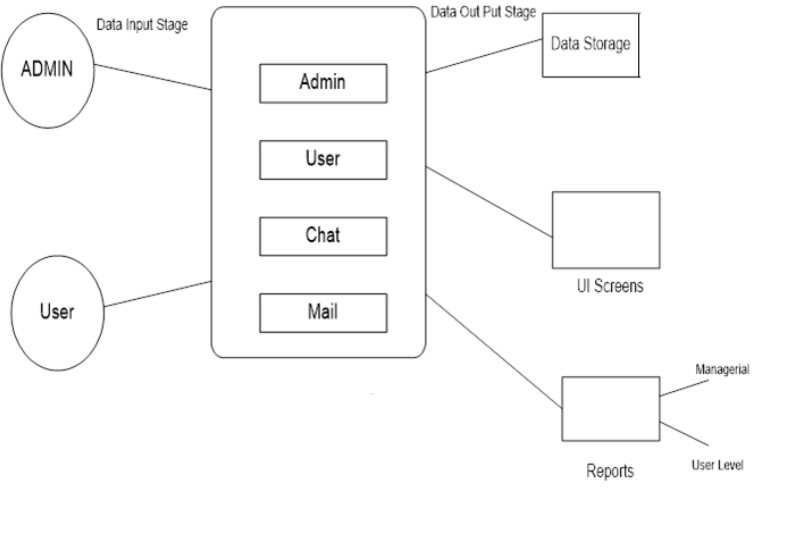 Data Input Stage
Data Out Put Stage
ADMIN
Data Storage
Admin
User
Chat
Mail
User
UI Screens
Managerial
User Level
Reports